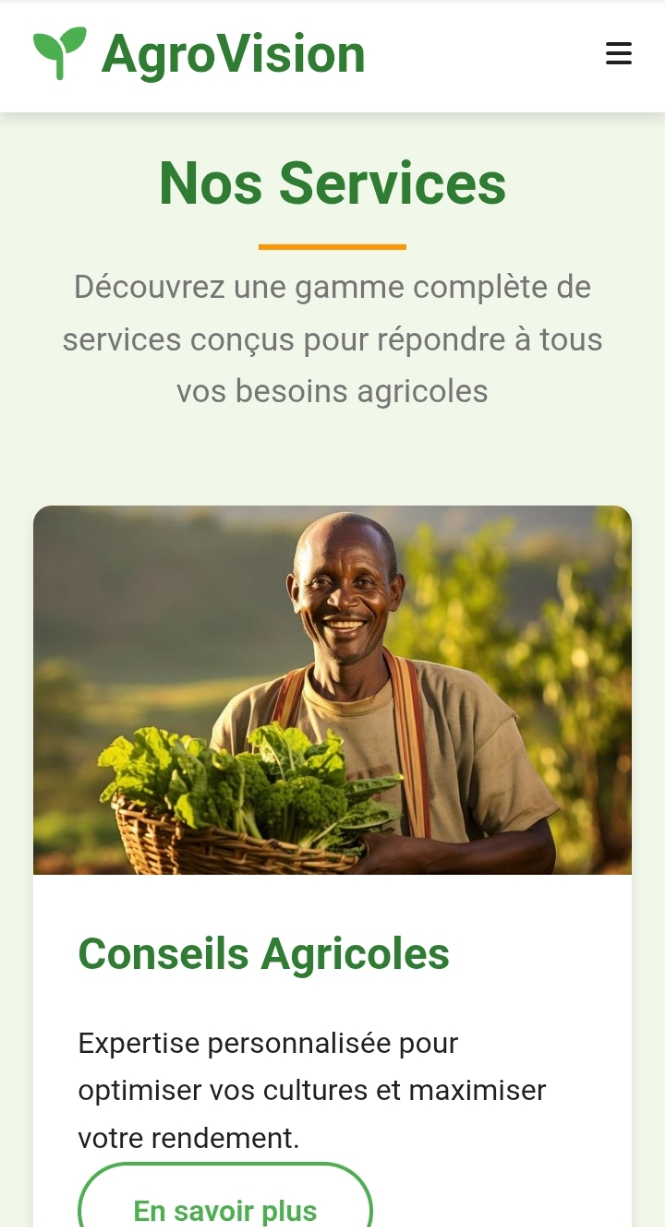 AgroVision
Nos Services
Découvrez une gamme complète de
services conçus pour répondre à tous
vos besoins agricoles
Conseils Agricoles
Expertise personnalisée pour
optimiser vos cultures et maximiser
votre rendement.
En savoir plus